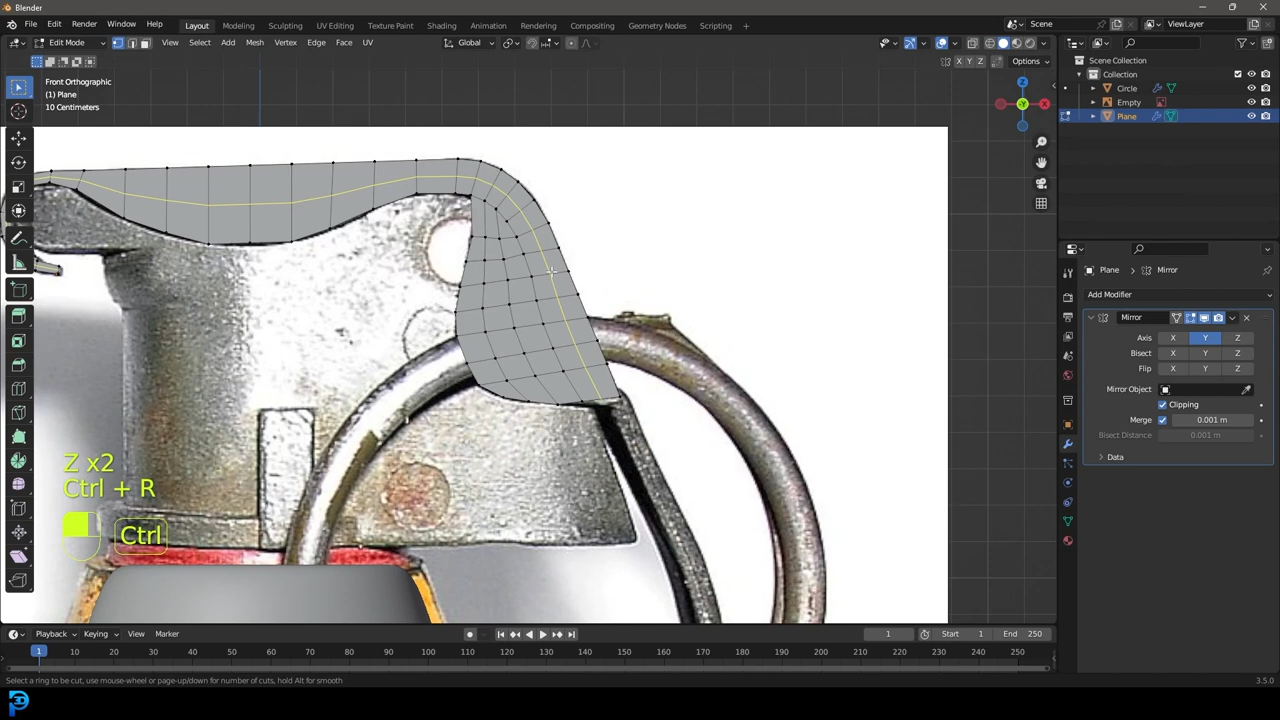 Blender
File Edit Render Window Help Layout Modeling Sculpting UV Editing Texture Paint Shading Animation Rendering Compositing Geometry Nodes Scripting Scene ViewLayer
Edit Mode View Select Add Mesh Vertex Edge Face UV Global
X Y Z Options
Front Orthographic
(1) Plane
10 Centimeters
Z
Y
X
Scene Collection
Collection
Circle
Empty
Plane
Plane Mirror
Add Modifier
Mirror
Axis X Y Z
Bisect X Y Z
Flip X Y Z
Mirror Object
Clipping
Merge 0.001 m
Bisect Distance 0.001 m
Data
Z x2
Ctrl + R
Ctrl
Playback Keying View Marker 1 Start 1 End 250
1 10 20 30 40 50 60 70 80 90 100 110 120 130 140 150 160 170 180 190 200 210 220 230 240 250
Select a ring to be cut, use mouse-wheel or page-up/down for number of cuts, hold Alt for smooth 3.5.0